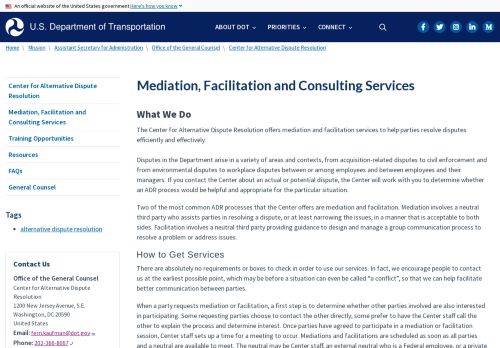 An official website of the United States government Here's how you know
U.S. Department of Transportation
ABOUT DOT
PRIORITIES
CONNECT
Home \ Mission \ Assistant Secretary for Administration \ Office of the General Counsel \ Center for Alternative Dispute Resolution
Center for Alternative Dispute
Resolution
Mediation, Facilitation and
Consulting Services
Training Opportunities
Resources
FAQs
General Counsel
Tags
alternative dispute resolution
Contact Us
Office of the General Counsel
Center for Alternative Dispute
Resolution
1200 New Jersey Avenue, S.E.
Washington, DC 20590
United States
Email: fern.kaufman@dot.gov
Phone: 202-366-8067
Mediation, Facilitation and Consulting Services
What We Do
The Center for Alternative Dispute Resolution offers mediation and facilitation services to help parties resolve disputes
efficiently and effectively.
Disputes in the Department arise in a variety of areas and contexts, from acquisition-related disputes to civil enforcement and
from environmental disputes to workplace disputes between or among employees and between employees and their
managers. If you contact the Center about an actual or potential dispute, the Center will work with you to determine whether
an ADR process would be helpful and appropriate for the particular situation.
Two of the most common ADR processes that the Center offers are mediation and facilitation. Mediation involves a neutral
third party who assists parties in resolving a dispute, or at least narrowing the issues, in a manner that is acceptable to both
sides. Facilitation involves a neutral third party providing guidance to design and manage a group communication process to
resolve a problem or address issues.
How to Get Services
There are absolutely no requirements or boxes to check in order to use our services. In fact, we encourage people to contact
us at the earliest possible point, which may be before a situation can even be called "a conflict", so that we can help facilitate
better communication between parties.
When a party requests mediation or facilitation, a first step is to determine whether other parties involved are also interested
in participating. Some requesting parties choose to contact the other directly; some prefer to have the Center staff call the
other to explain the process and determine interest. Once parties have agreed to participate in a mediation or facilitation
session, Center staff sets up a time for a meeting to occur. Mediations and facilitations are scheduled as soon as all parties
and a neutral are available to meet. The neutral may be Center staff, an external neutral who is a Federal employee, or a private